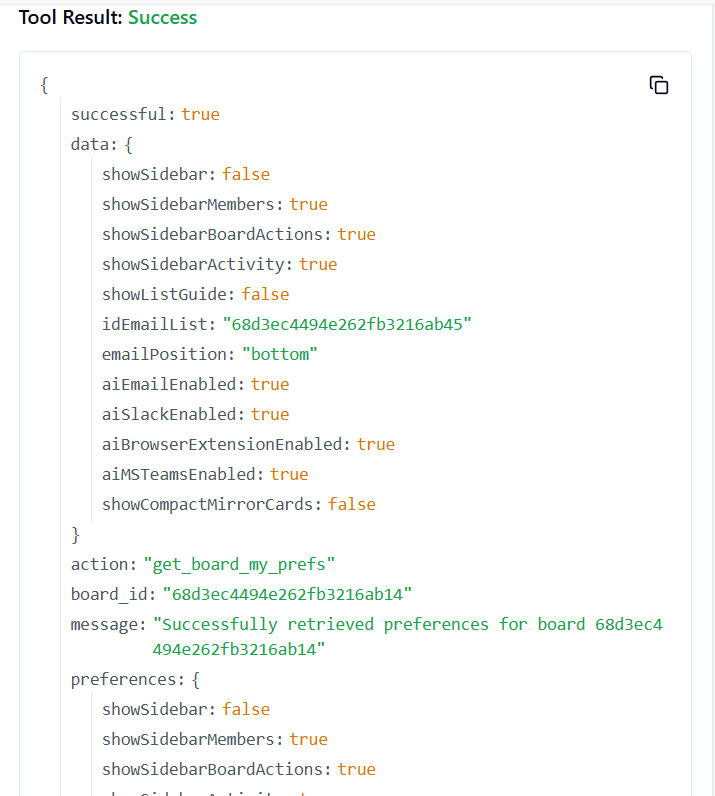 Tool Result: Success
{
successful: true
data: {
showSidebar: false
showSidebarMembers: true
showSidebarBoardActions: true
showSidebarActivity: true
showListGuide: false
idEmailList: "68d3ec4494e262fb3216ab45"
emailPosition: "bottom"
aiEmailEnabled: true
aiSlackEnabled: true
aiBrowserExtensionEnabled: true
aiMSTeamsEnabled: true
showCompactMirrorCards: false
}
action: "get_board_my_prefs"
board_id: "68d3ec4494e262fb3216ab14"
message: "Successfully retrieved preferences for board 68d3ec4
494e262fb3216ab14"
preferences: {
showSidebar: false
showSidebarMembers: true
showSidebarBoardActions: true